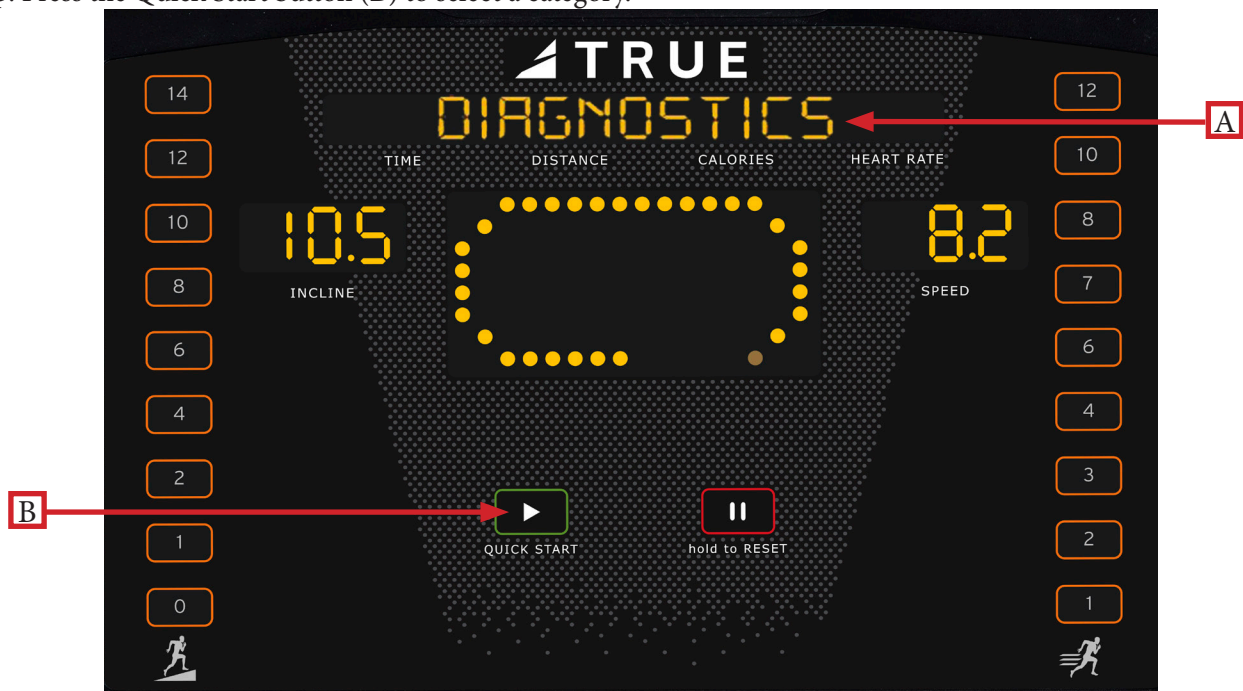 Press the Quick Start button (B) to select a category.
TRUE
14
12
DIAGNOSTICS
A
12
TIME DISTANCE CALORIES HEART RATE
10
10
10.5
8.2
8
8
INCLINE
SPEED
7
6
6
4
4
2
3
B
QUICK START
hold to RESET
1
2
0
1